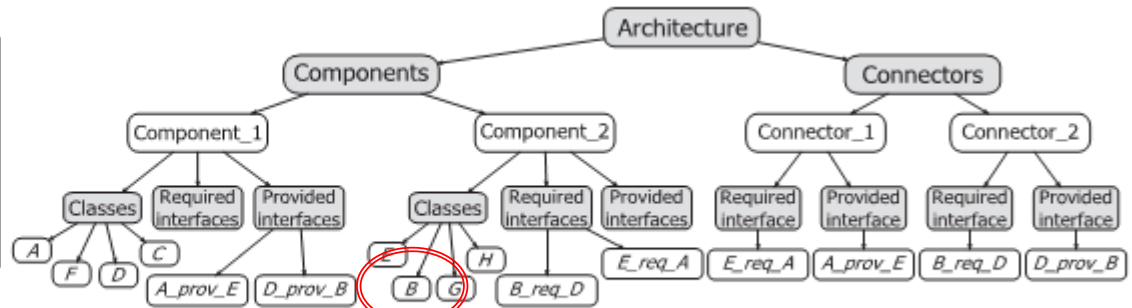 Architecture
Components
Connectors
Component_1
Component_2
Connector_1
Connector_2
Classes
Required
interfaces
Provided
interfaces
Classes
Required
interfaces
Provided
interfaces
Required
interface
Provided
interface
Required
interface
Provided
interface
A
F
D
C
A_prov_E
D_prov_B
E
B
G
H
B_req_D
E_req_A
E_req_A
A_prov_E
B_req_D
D_prov_B